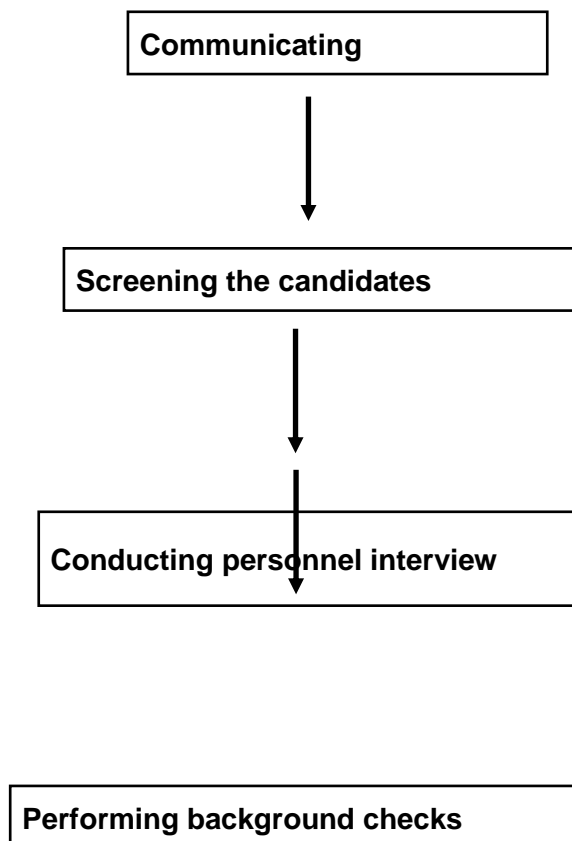 Communicating
Screening the candidates
Conducting personnel interview
Performing background checks